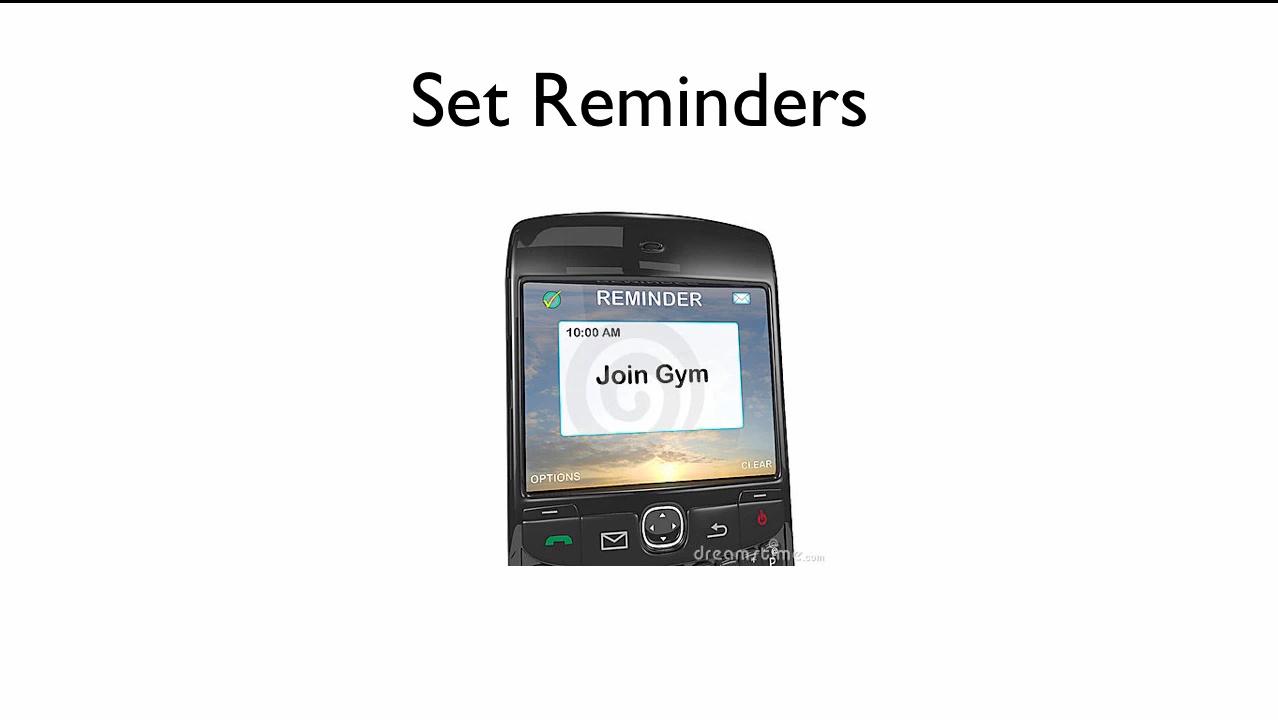 Set Reminders
REMINDER
10:00 AM
Join Gym
OPTIONS
CLEAR
dreamstime.com
P